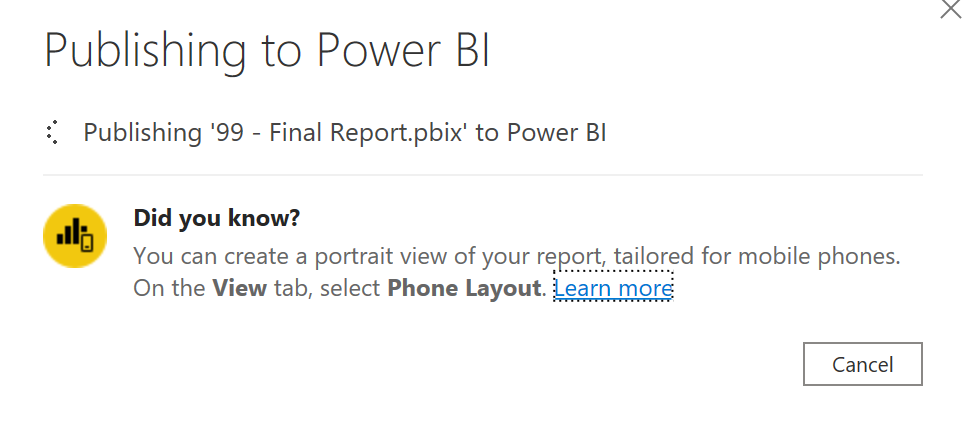 Publishing to Power BI
Publishing '99 - Final Report.pbix' to Power BI
Did you know?
You can create a portrait view of your report, tailored for mobile phones.
On the View tab, select Phone Layout. Learn more
Cancel